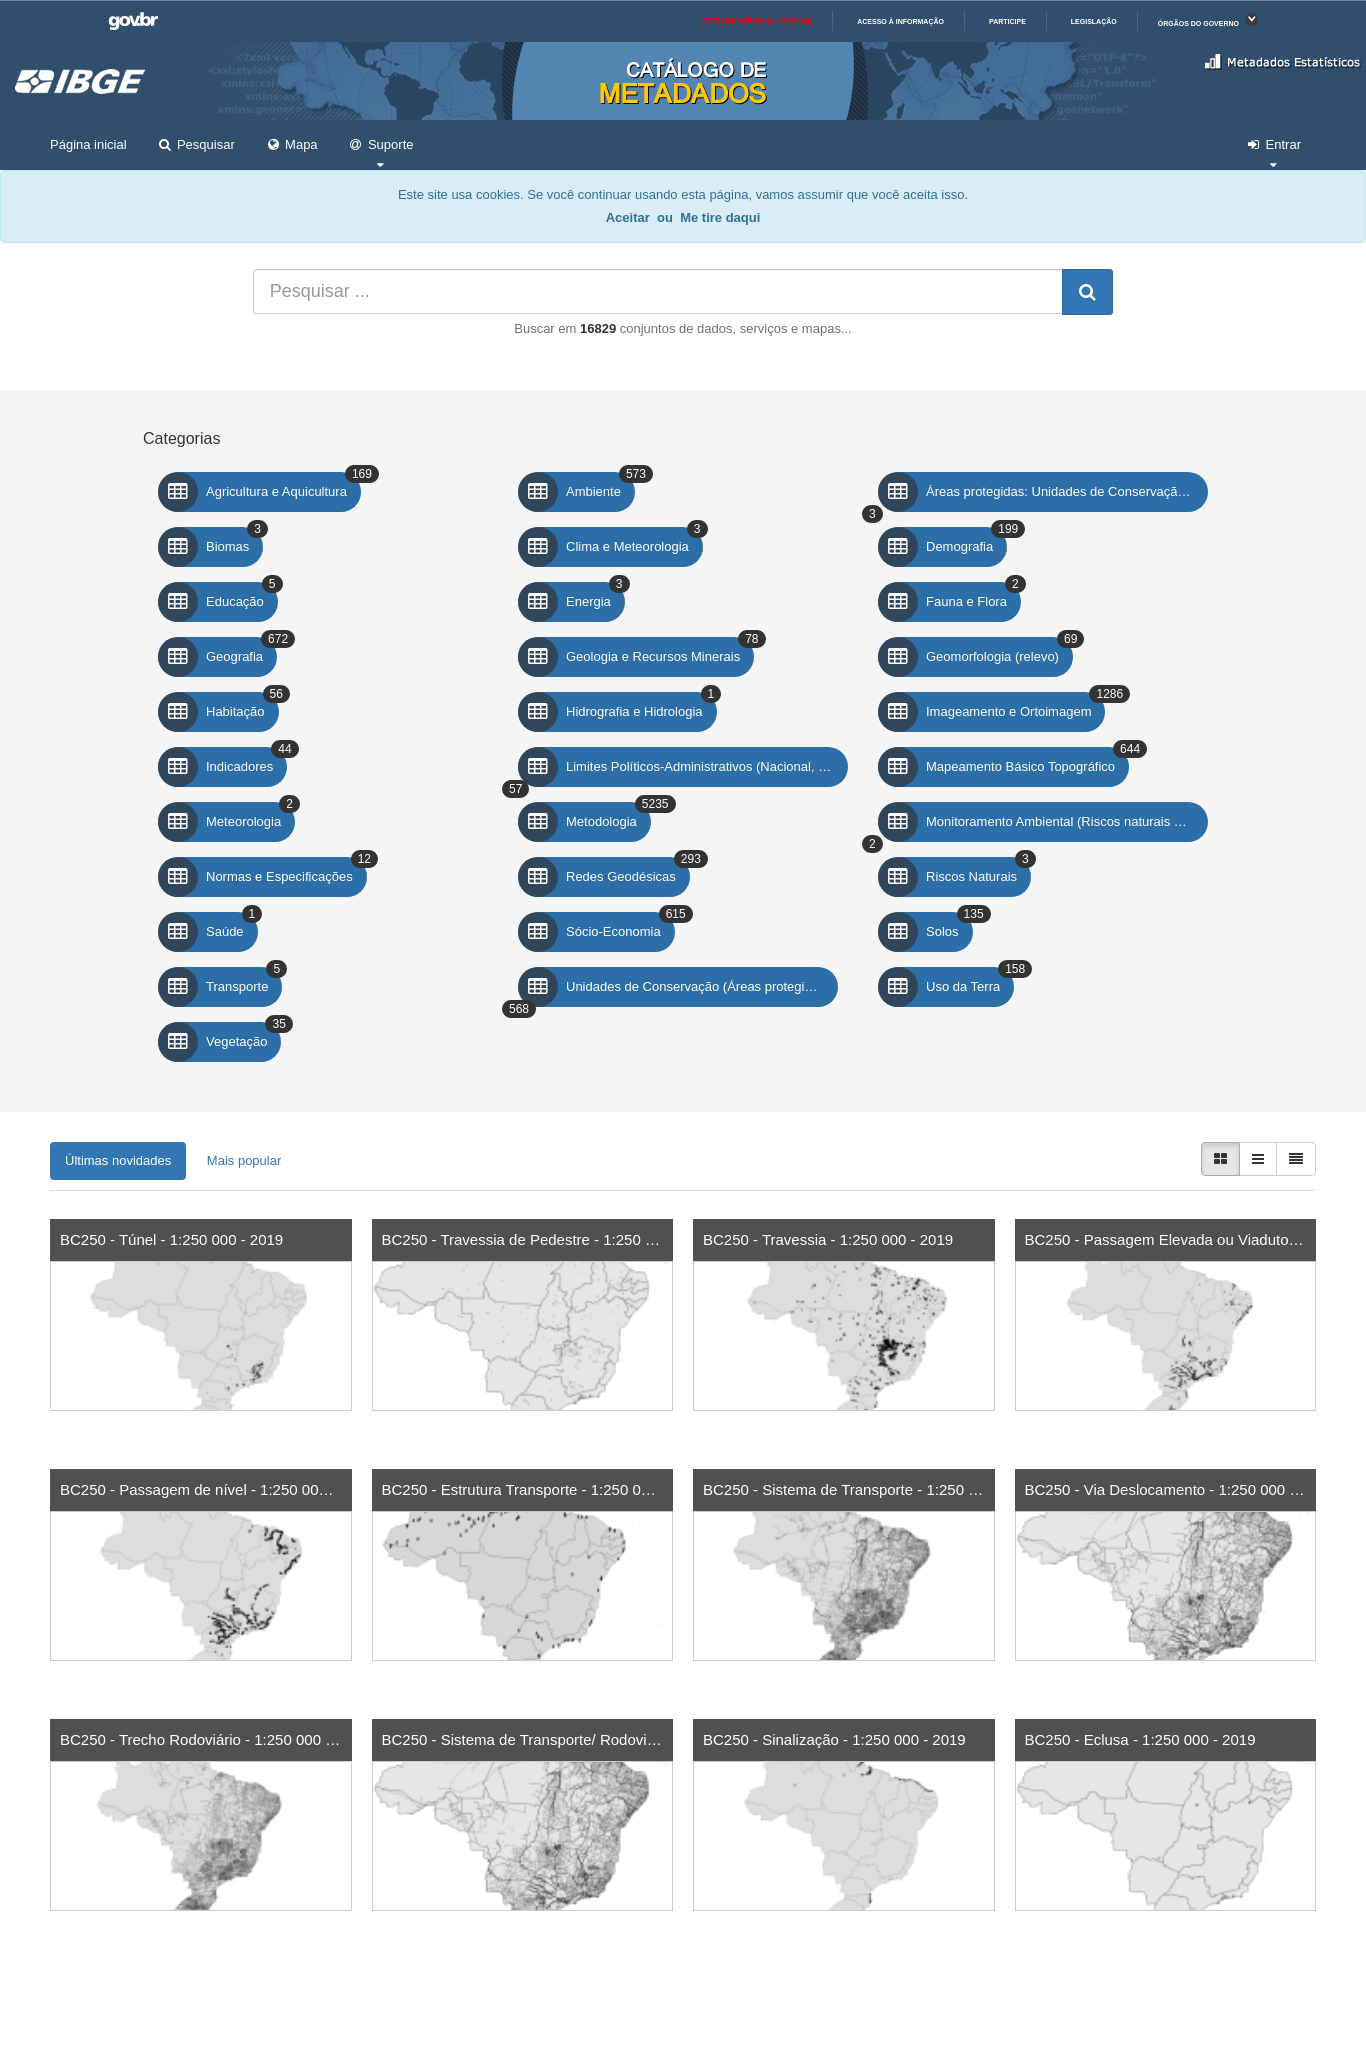 govbr
CORONAVÍRUS (COVID-19)
ACESSO À INFORMAÇÃO
PARTICIPE
LEGISLAÇÃO
ÓRGÃOS DO GOVERNO
IBGE
CATÁLOGO DE
METADADOS
Metadados Estatísticos
Página inicial
Pesquisar
Mapa
Suporte
Entrar
Este site usa cookies. Se você continuar usando esta página, vamos assumir que você aceita isso.
Aceitar ou Me tire daqui
Pesquisar ...
Buscar em 16829 conjuntos de dados, serviços e mapas...
Categorias
Agricultura e Aquicultura 169
Ambiente 573
Áreas protegidas: Unidades de Conservaçã…
3
Biomas 3
Clima e Meteorologia 3
Demografia 199
Educação 5
Energia 3
Fauna e Flora 2
Geografia 672
Geologia e Recursos Minerais 78
Geomorfologia (relevo) 69
Habitação 56
Hidrografia e Hidrologia 1
Imageamento e Ortoimagem 1286
Indicadores 44
Limites Políticos-Administrativos (Nacional, …
57
Mapeamento Básico Topográfico 644
Meteorologia 2
Metodologia 5235
Monitoramento Ambiental (Riscos naturais …
2
Normas e Especificações 12
Redes Geodésicas 293
Riscos Naturais 3
Saúde 1
Sócio-Economia 615
Solos 135
Transporte 5
Unidades de Conservação (Áreas protegi…
568
Uso da Terra 158
Vegetação 35
Últimas novidades
Mais popular
BC250 - Túnel - 1:250 000 - 2019
BC250 - Travessia de Pedestre - 1:250 …
BC250 - Travessia - 1:250 000 - 2019
BC250 - Passagem Elevada ou Viaduto…
BC250 - Passagem de nível - 1:250 00…
BC250 - Estrutura Transporte - 1:250 0…
BC250 - Sistema de Transporte - 1:250 …
BC250 - Via Deslocamento - 1:250 000 …
BC250 - Trecho Rodoviário - 1:250 000 …
BC250 - Sistema de Transporte/ Rodovi…
BC250 - Sinalização - 1:250 000 - 2019
BC250 - Eclusa - 1:250 000 - 2019